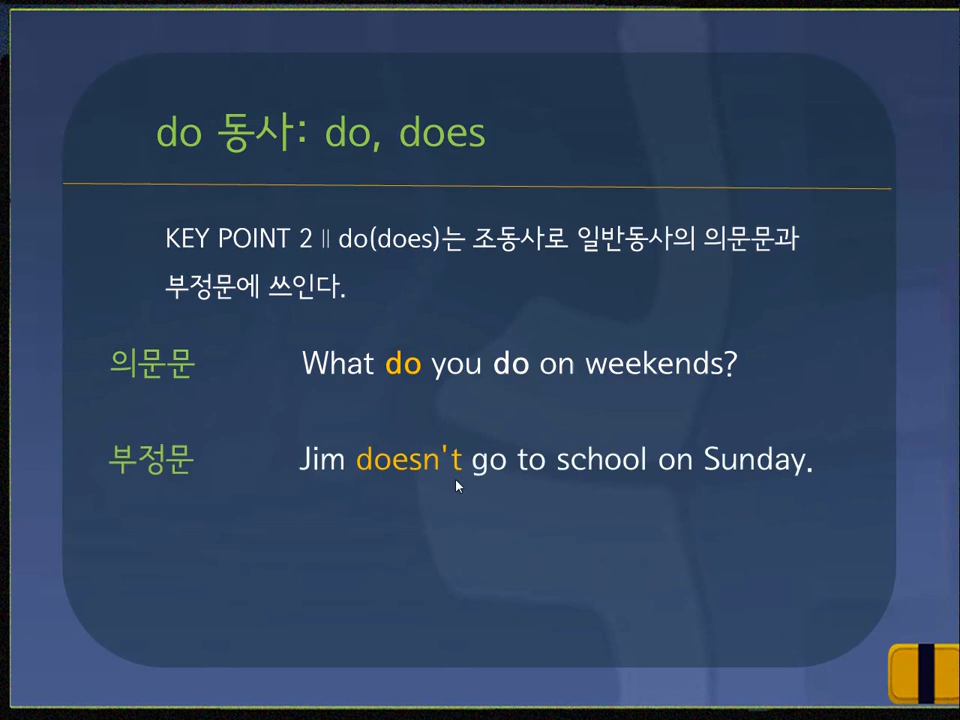 do 동사: do, does
KEY POINT 2 || do(does)는 조동사로 일반동사의 의문문과
부정문에 쓰인다.
의문문 What do you do on weekends?
부정문 Jim doesn't go to school on Sunday.